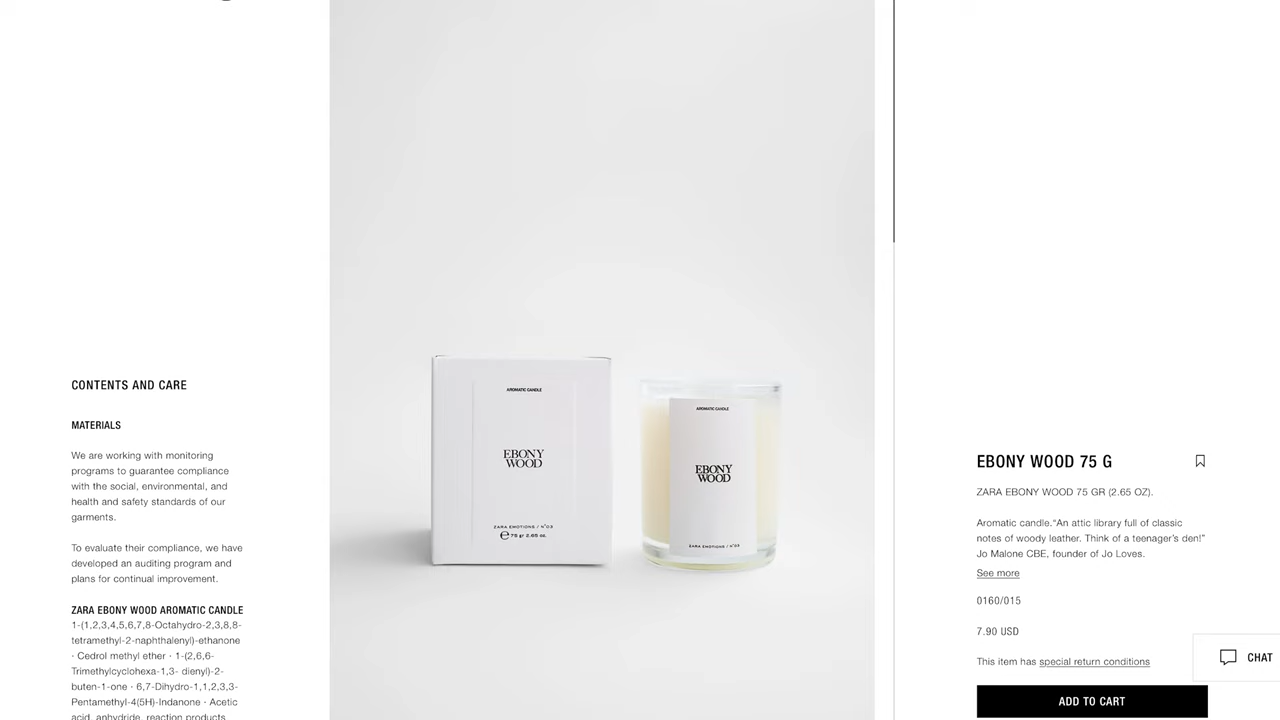 CONTENTS AND CARE
MATERIALS
We are working with monitoring
programs to guarantee compliance
with the social, environmental, and
health and safety standards of our
garments.
To evaluate their compliance, we have
developed an auditing program and
plans for continual improvement.
ZARA EBONY WOOD AROMATIC CANDLE
1-(1,2,3,4,5,6,7,8-Octahydro-2,3,8,8-
tetramethyl-2-naphthalenyl)-ethanone
· Cedrol methyl ether · 1-(2,6,6-
Trimethylcyclohexa-1,3- dienyl)-2-
buten-1-one · 6,7-Dihydro-1,1,2,3,3-
Pentamethyl-4(5H)-Indanone · Acetic
acid, anhydride, reaction products
AROMATIC CANDLE
EBONY
WOOD
ZARA EMOTIONS / Nº03
℮ 75 gr 2.65 oz.
AROMATIC CANDLE
EBONY
WOOD
ZARA EMOTIONS / Nº03
EBONY WOOD 75 G
ZARA EBONY WOOD 75 GR (2.65 OZ).
Aromatic candle.“An attic library full of classic
notes of woody leather. Think of a teenager’s den!”
Jo Malone CBE, founder of Jo Loves.
See more
0160/015
7.90 USD
This item has special return conditions
CHAT
ADD TO CART